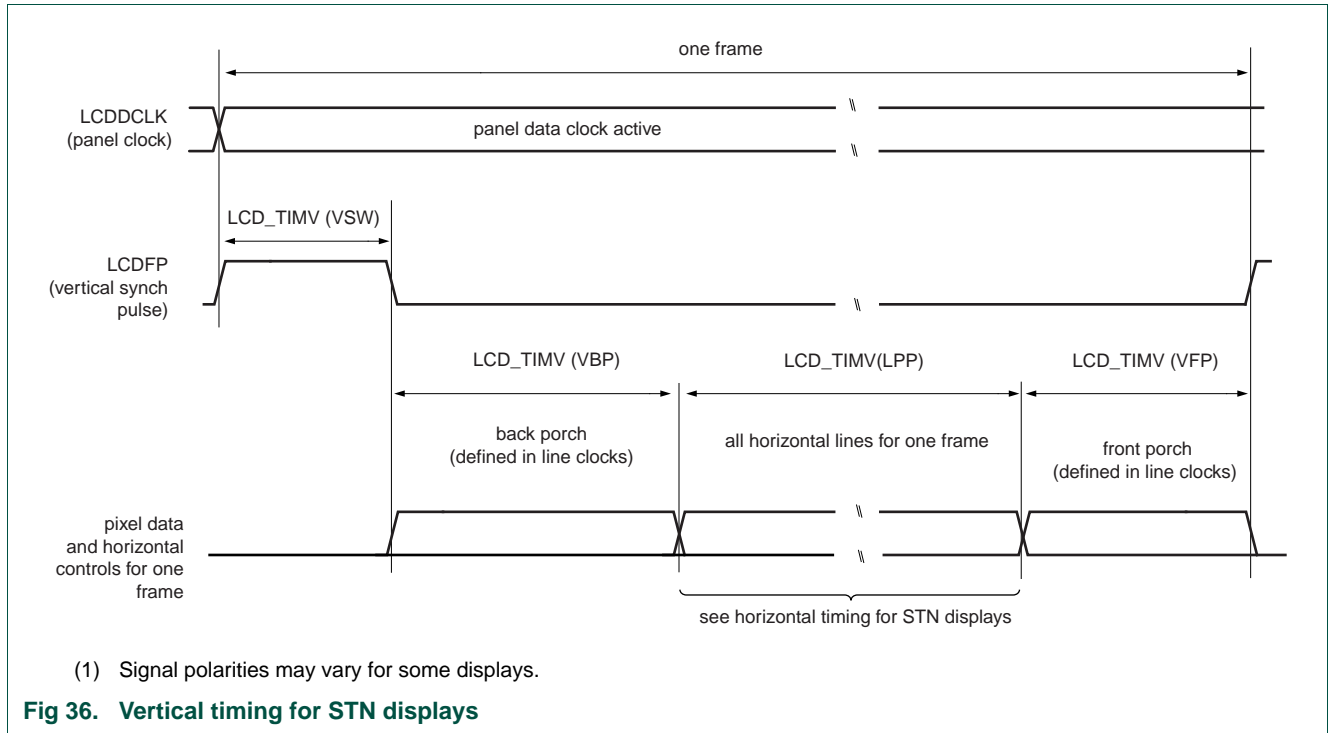 one frame
LCDDCLK
(panel clock)
panel data clock active
LCD_TIMV (VSW)
LCDFP
(vertical synch
pulse)
LCD_TIMV (VBP)
LCD_TIMV(LPP)
LCD_TIMV (VFP)
back porch
(defined in line clocks)
all horizontal lines for one frame
front porch
(defined in line clocks)
pixel data
and horizontal
controls for one
frame
see horizontal timing for STN displays
(1) Signal polarities may vary for some displays.
Fig 36. Vertical timing for STN displays